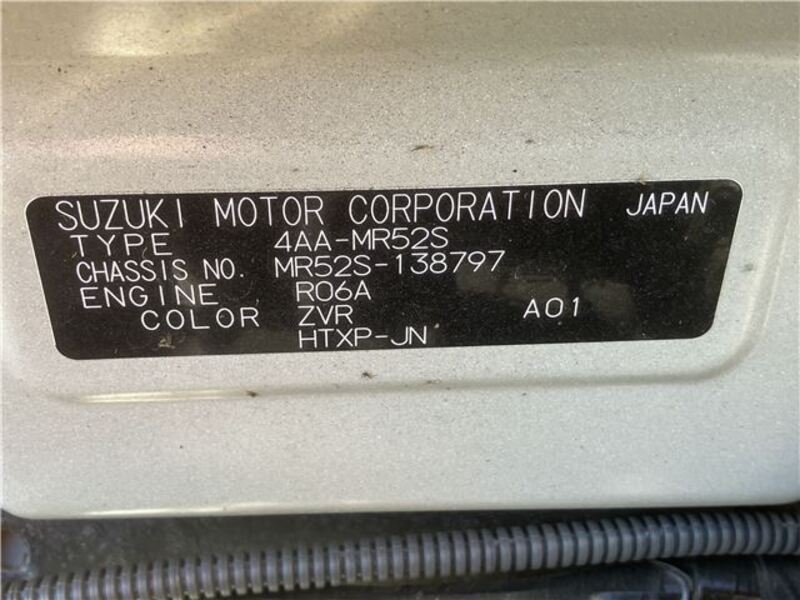 SUZUKI MOTOR CORPORATION JAPAN
TYPE 4AA-MR52S
CHASSIS NO. MR52S-138797
ENGINE R06A
COLOR ZVR A01
HTXP-JN